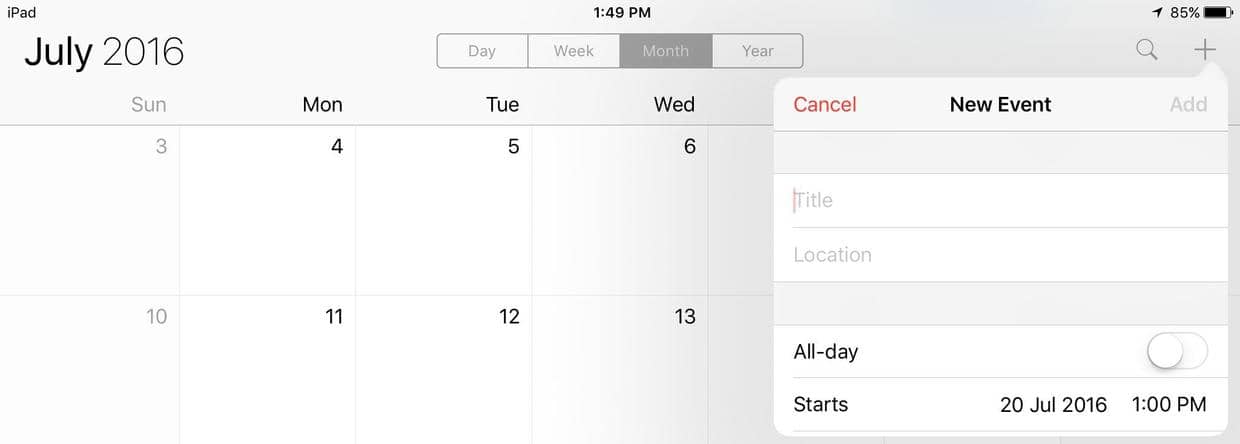 iPad 1:49 PM 85%
July 2016 Day Week Month Year
Sun Mon Tue Wed
3 4 5 6
10 11 12 13
Cancel New Event Add
Title
Location
All-day
Starts 20 Jul 2016 1:00 PM